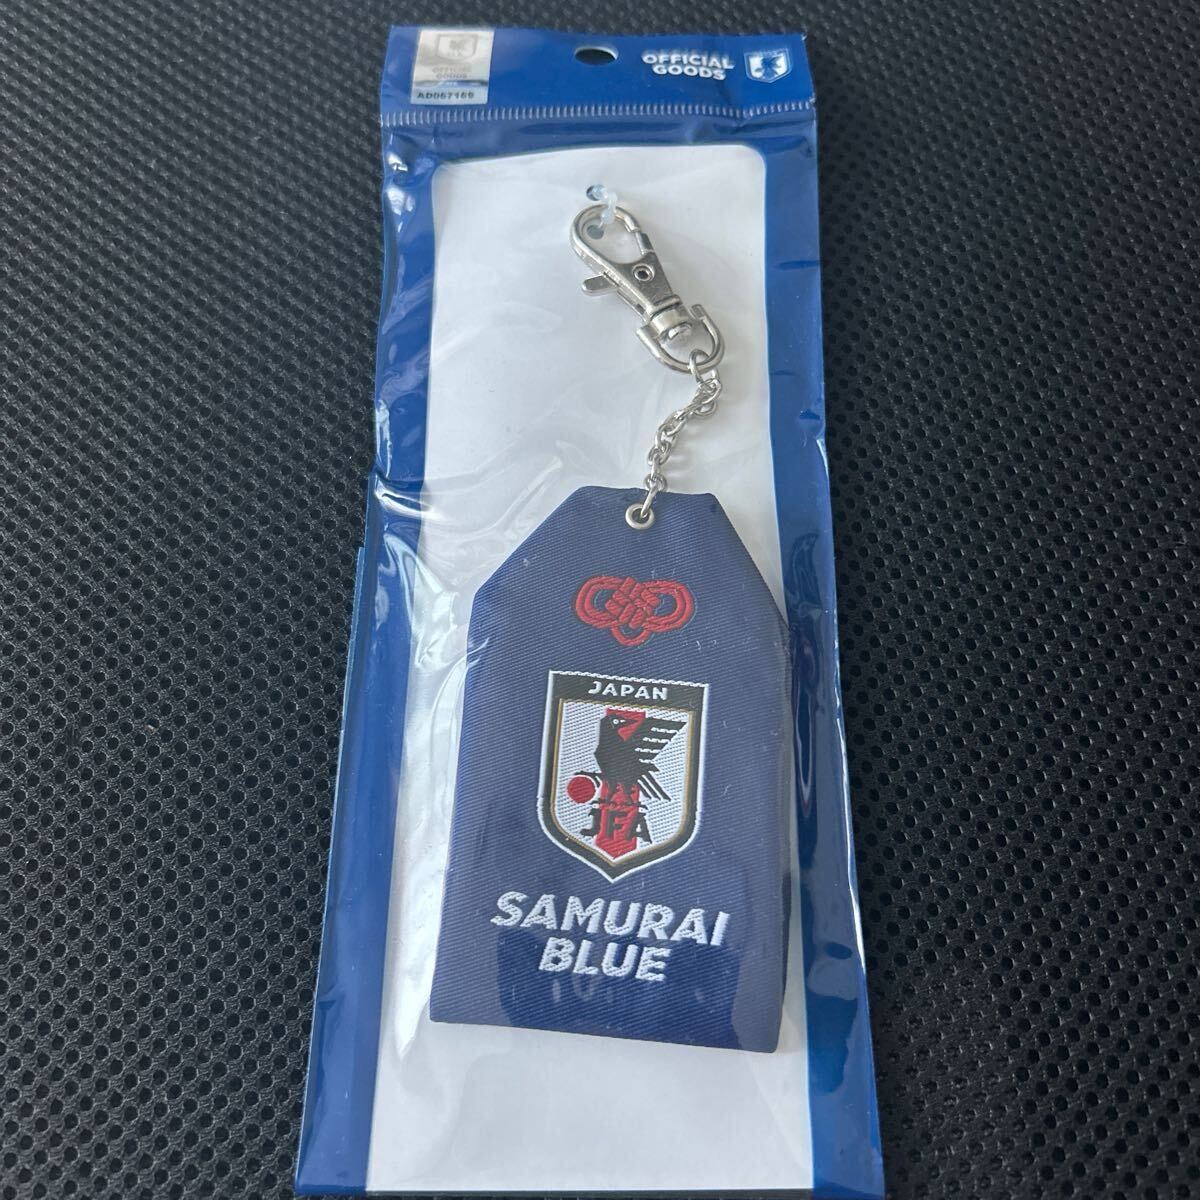 OFFICIAL
GOODS
AD067169
OFFICIAL
GOODS
JAPAN
JFA
SAMURAI
BLUE